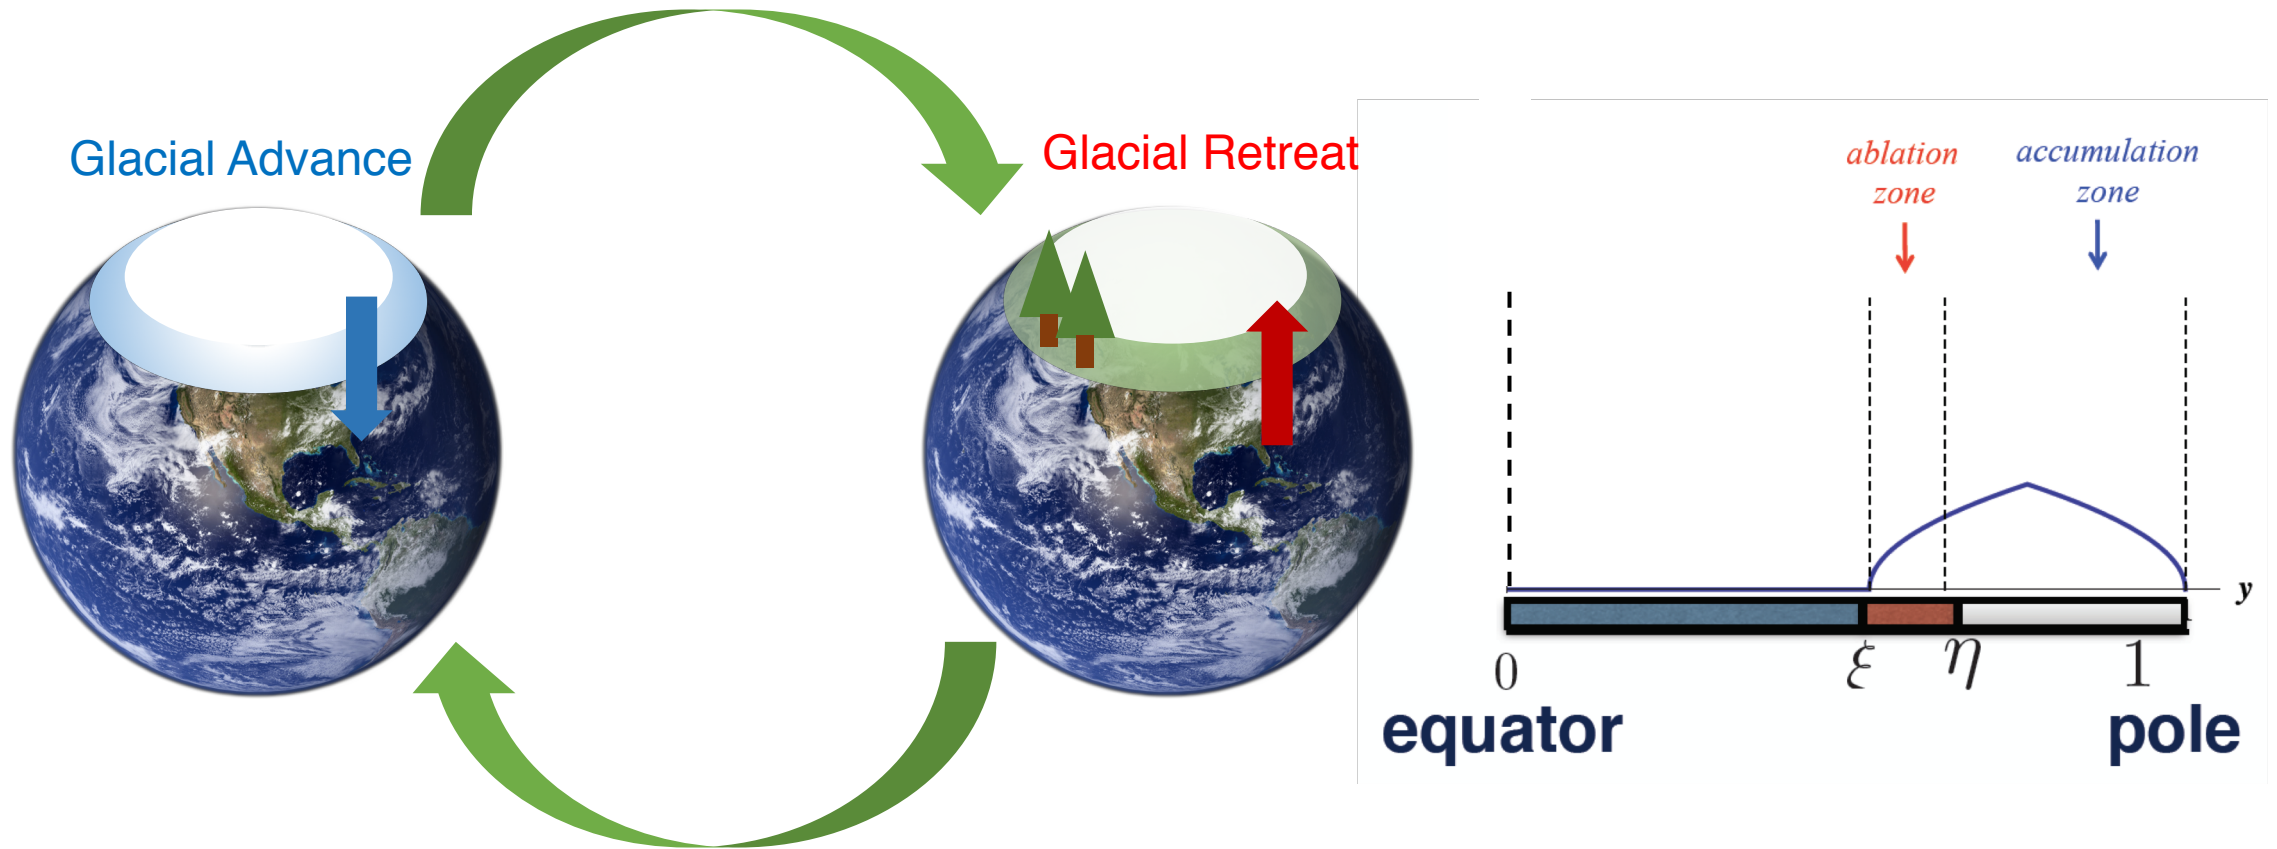 Glacial Advance
Glacial Retreat
ablation
zone
accumulation
zone
y
0
ξ
η
1
equator
pole